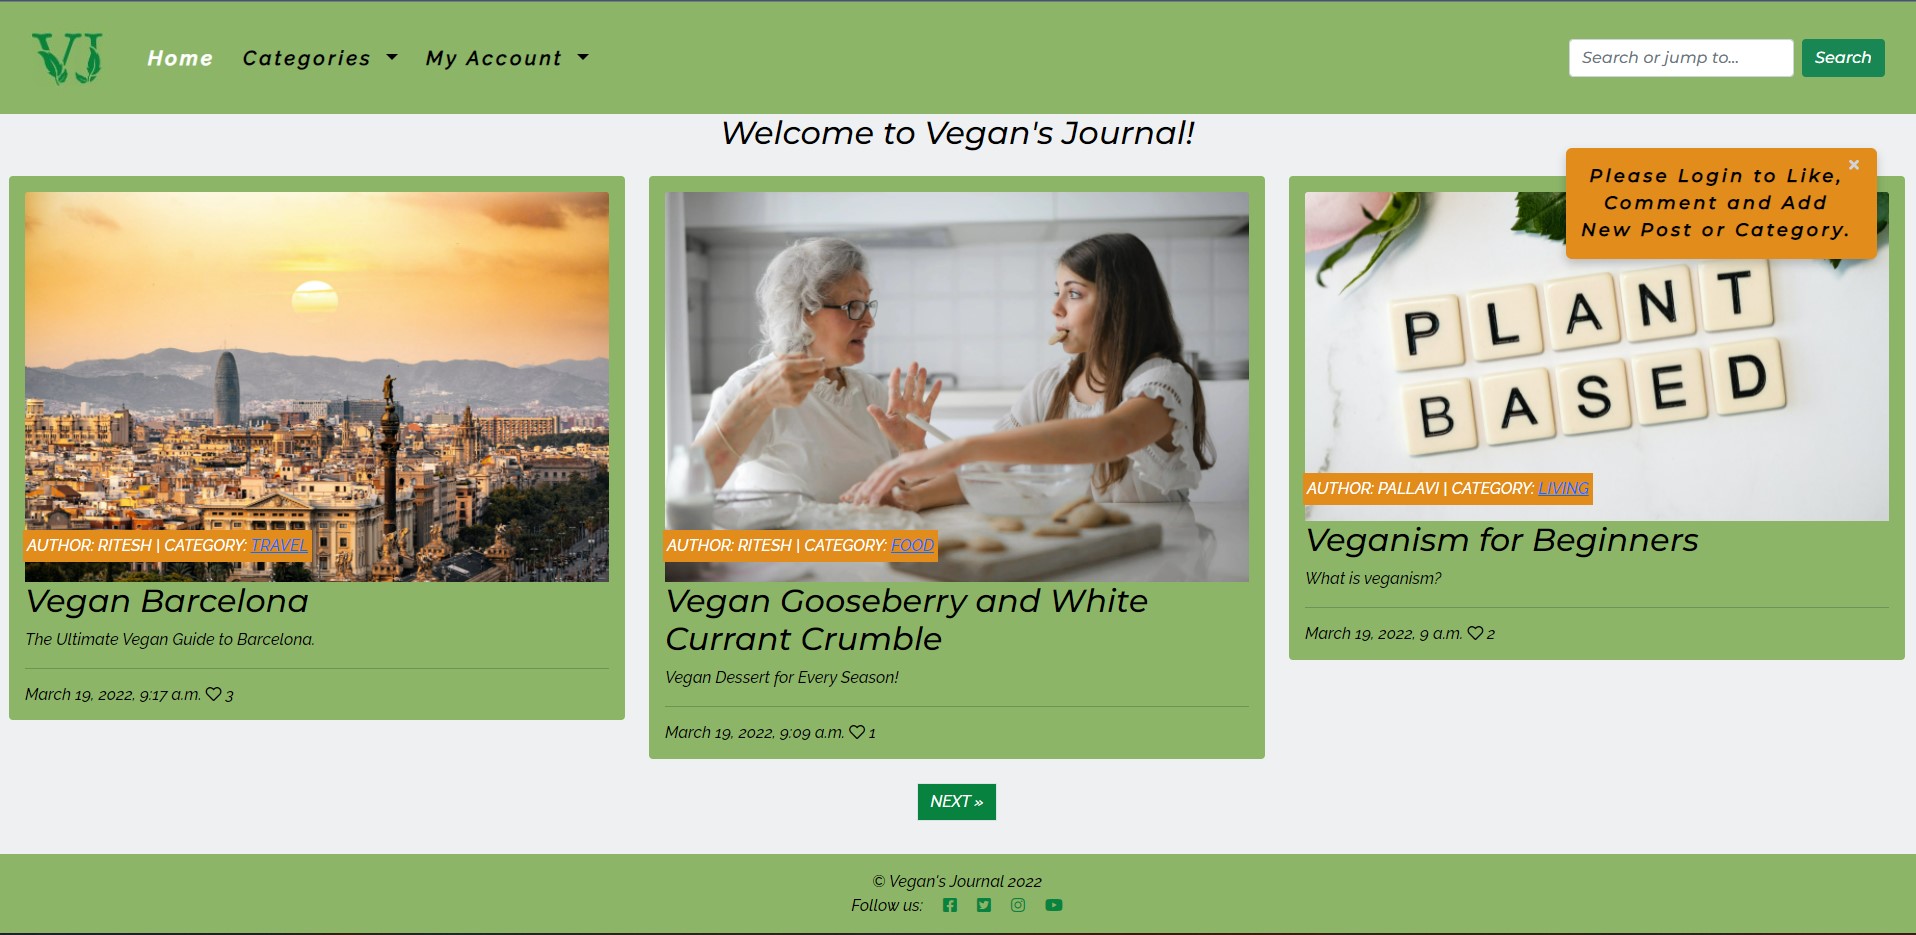 VJ
Home Categories My Account
Search or jump to... Search
Welcome to Vegan's Journal!
Please Login to Like,
Comment and Add
New Post or Category.
AUTHOR: RITESH | CATEGORY: TRAVEL
Vegan Barcelona
The Ultimate Vegan Guide to Barcelona.
March 19, 2022, 9:17 a.m. 3
AUTHOR: RITESH | CATEGORY: FOOD
Vegan Gooseberry and White
Currant Crumble
Vegan Dessert for Every Season!
March 19, 2022, 9:09 a.m. 1
PLANT
BASED
AUTHOR: PALLAVI | CATEGORY: LIVING
Veganism for Beginners
What is veganism?
March 19, 2022, 9 a.m. 2
NEXT »
© Vegan's Journal 2022
Follow us: